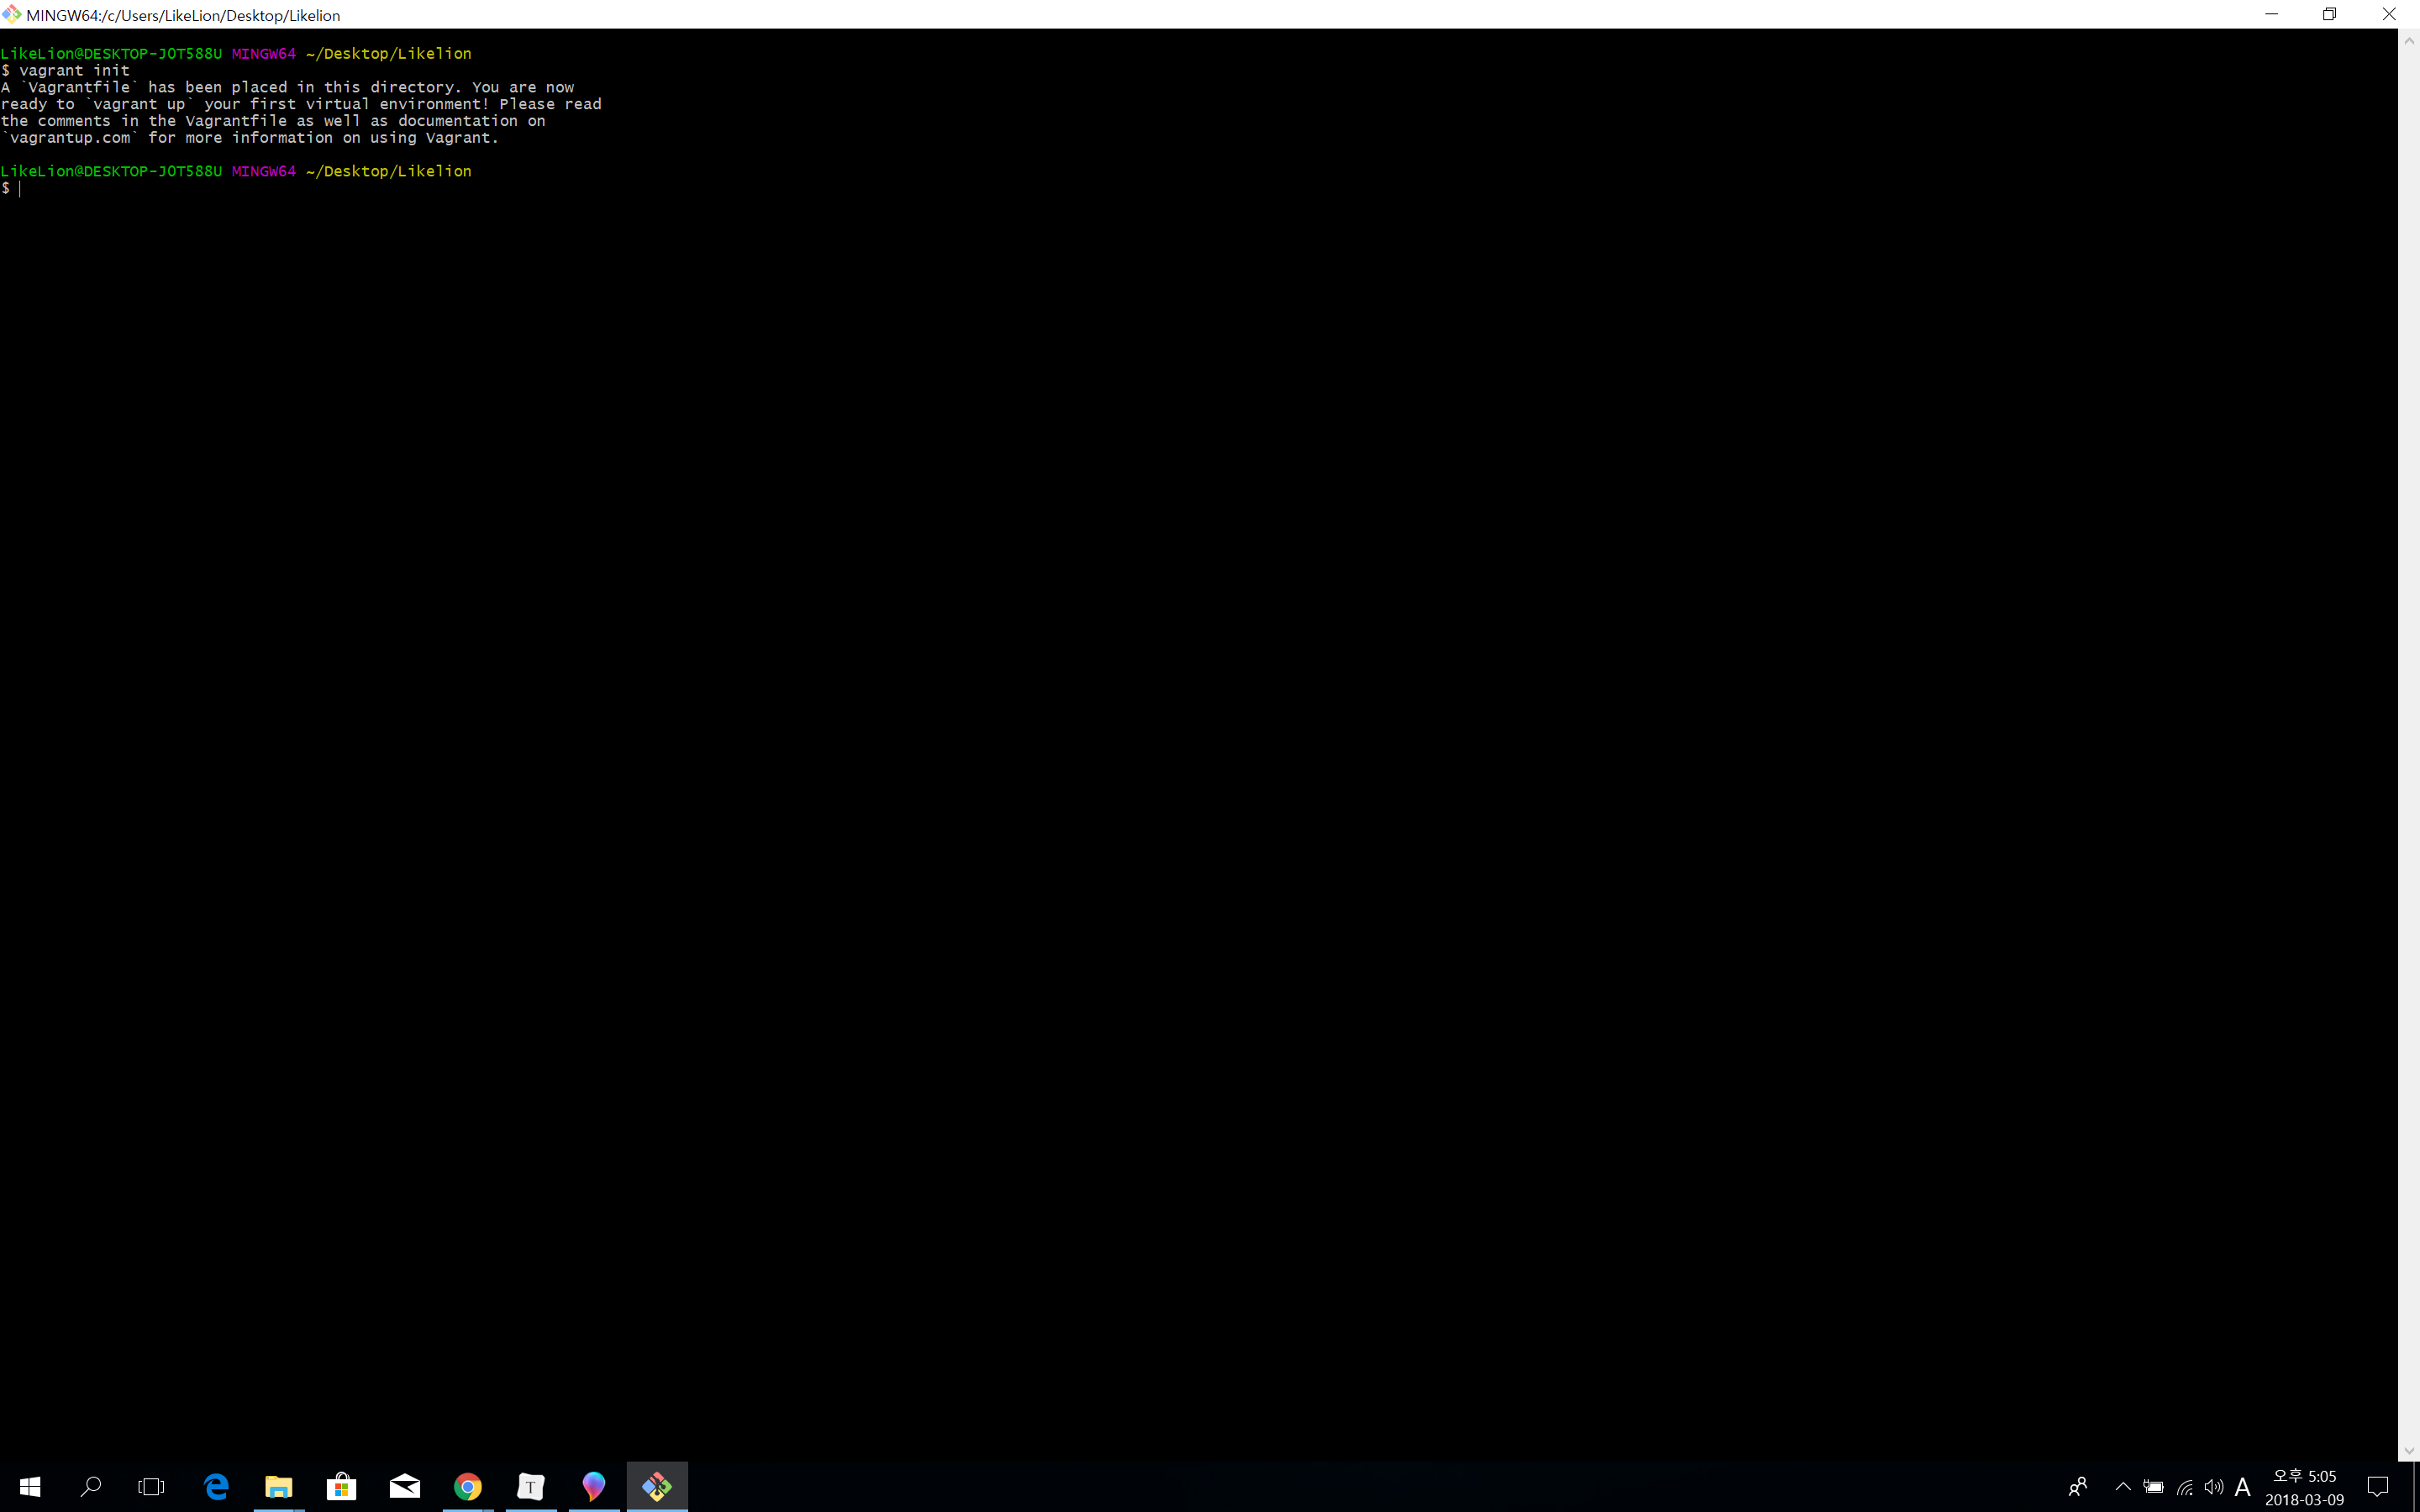 MINGW64:/c/Users/LikeLion/Desktop/Likelion
LikeLion@DESKTOP-JOT588U MINGW64 ~/Desktop/Likelion
$ vagrant init
A `Vagrantfile` has been placed in this directory. You are now
ready to `vagrant up` your first virtual environment! Please read
the comments in the Vagrantfile as well as documentation on
`vagrantup.com` for more information on using Vagrant.
LikeLion@DESKTOP-JOT588U MINGW64 ~/Desktop/Likelion
$
T
A
오후 5:05
2018-03-09